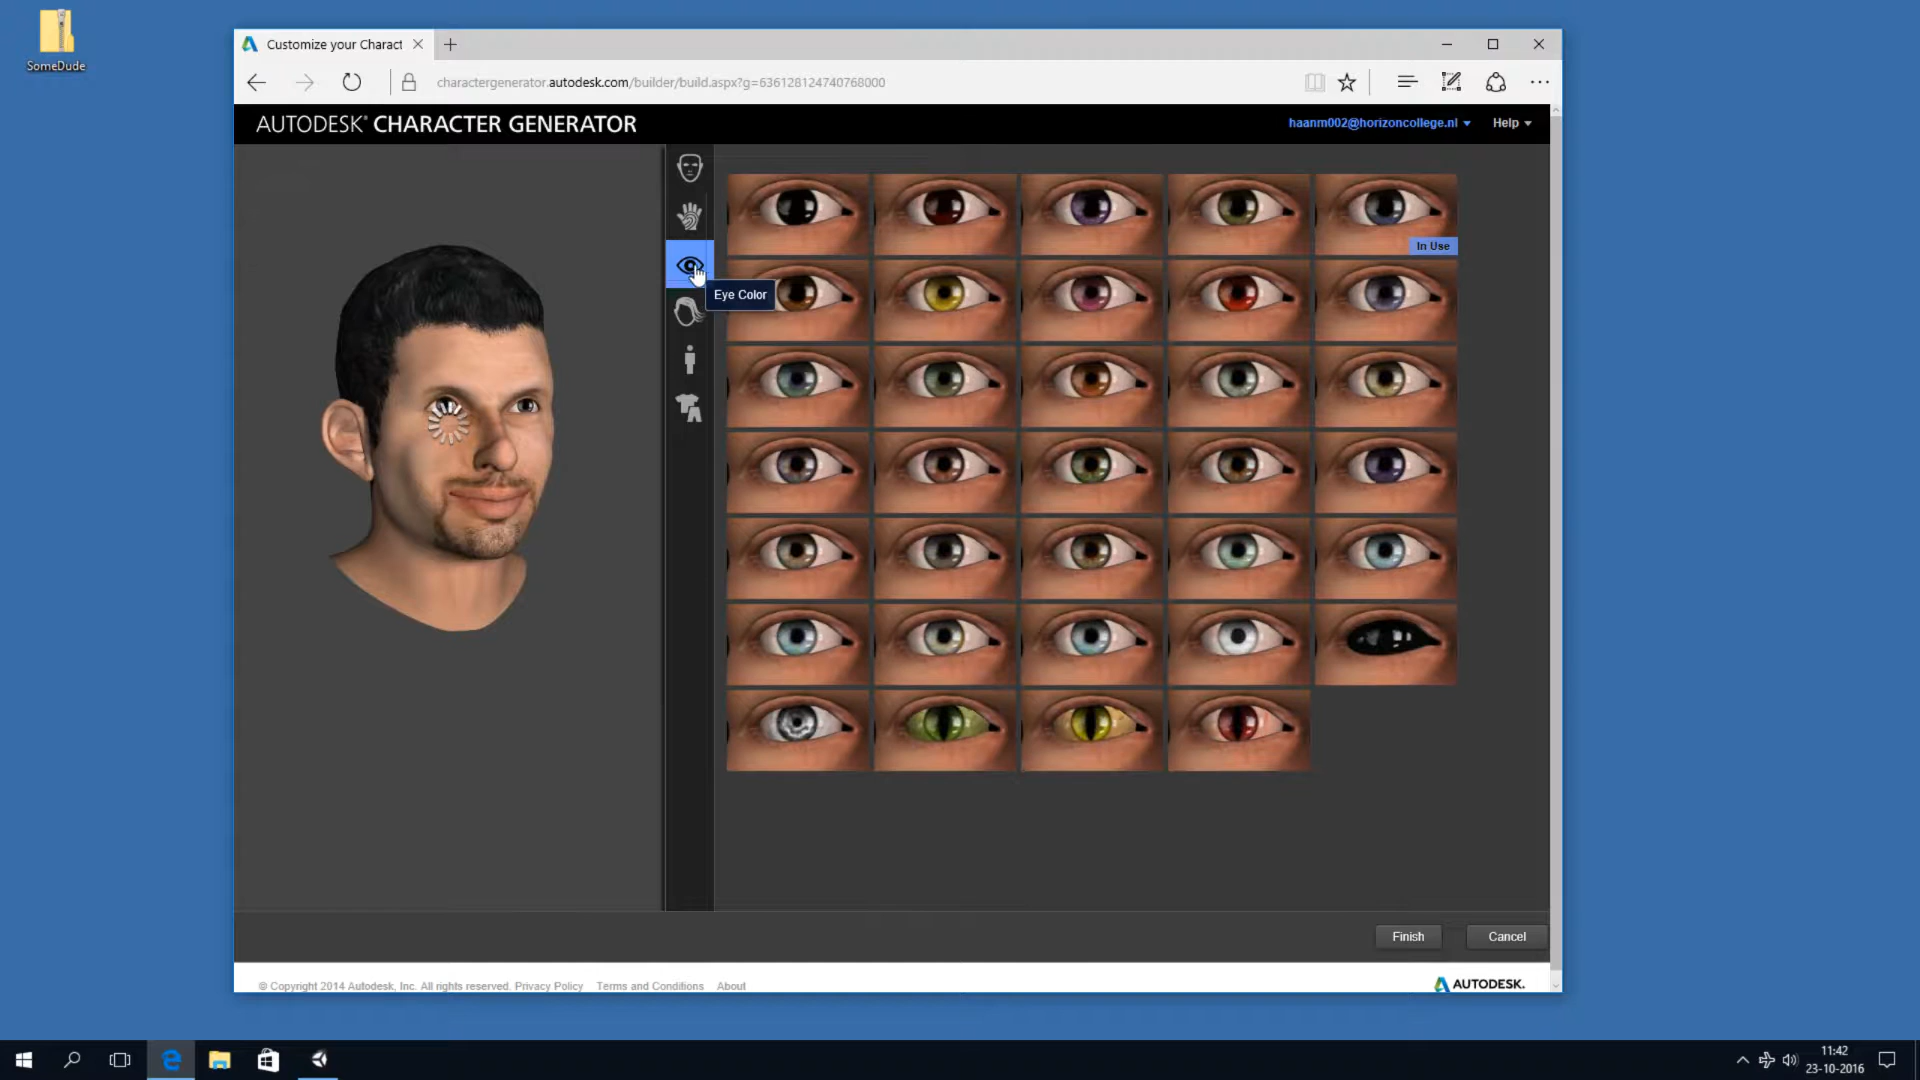 SomeDude
Customize your Charact
charactergenerator.autodesk.com/builder/build.aspx?g=636128124740768000
AUTODESK® CHARACTER GENERATOR
haanm002@horizoncollege.nl
Help
In Use
Eye Color
Finish
Cancel
© Copyright 2014 Autodesk, Inc. All rights reserved. Privacy Policy Terms and Conditions About
AUTODESK.
11:42
23-10-2016